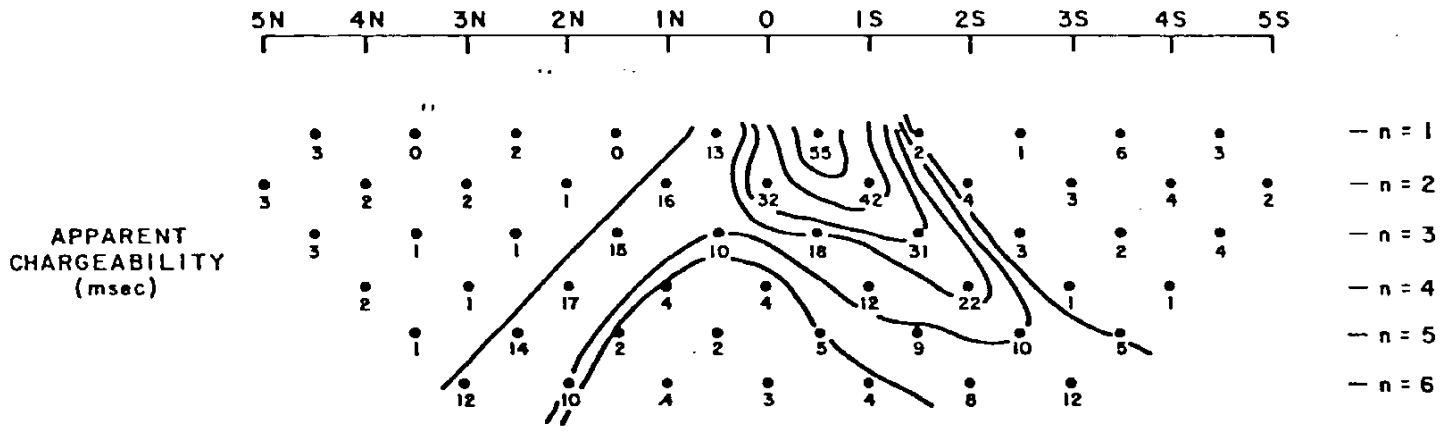 5N 4N 3N 2N 1N 0 1S 2S 3S 4S 5S
3 0 2 0 13 55 2 1 6 3 — n = 1
3 2 2 1 16 32 42 4 3 4 2 — n = 2
APPARENT
CHARGEABILITY
(msec)
3 1 1 15 10 18 31 3 2 4 — n = 3
2 1 17 4 4 12 22 1 1 — n = 4
1 14 2 2 5 9 10 5 — n = 5
12 10 4 3 4 8 12 — n = 6